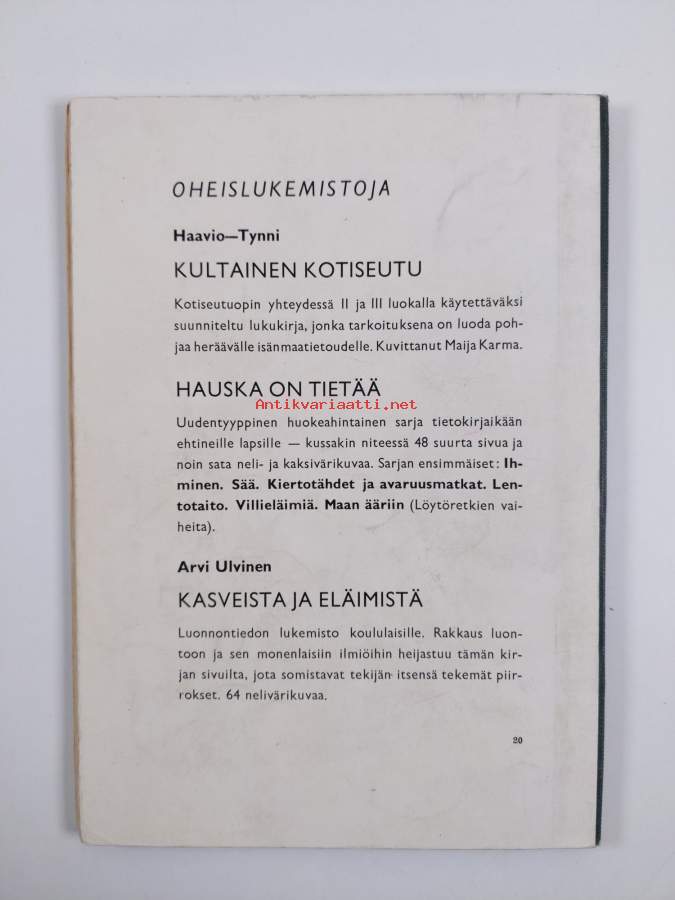 OHEISLUKEMISTOJA
Haavio—Tynni
KULTAINEN KOTISEUTU
Kotiseutuopin yhteydessä II ja III luokalla käytettäväksi
suunniteltu lukukirja, jonka tarkoituksena on luoda poh-
jaa heräävälle isänmaatietoudelle. Kuvittanut Maija Karma.
HAUSKA ON TIETÄÄ
Antikvariaatti.net
Uudentyyppinen huokeahintainen sarja tietokirjaikään
ehtineille lapsille — kussakin niteessä 48 suurta sivua ja
noin sata neli- ja kaksivärikuvaa. Sarjan ensimmäiset: Ih-
minen. Sää. Kiertotähdet ja avaruusmatkat. Len-
totaito. Villieläimiä. Maan ääriin (Löytöretkien vai-
heita).
Arvi Ulvinen
KASVEISTA JA ELÄIMISTÄ
Luonnontiedon lukemisto koululaisille. Rakkaus luon-
toon ja sen monenlaisiin ilmiöihin heijastuu tämän kir-
jan sivuilta, jota somistavat tekijän itsensä tekemät piir-
rokset. 64 nelivärikuvaa.
20